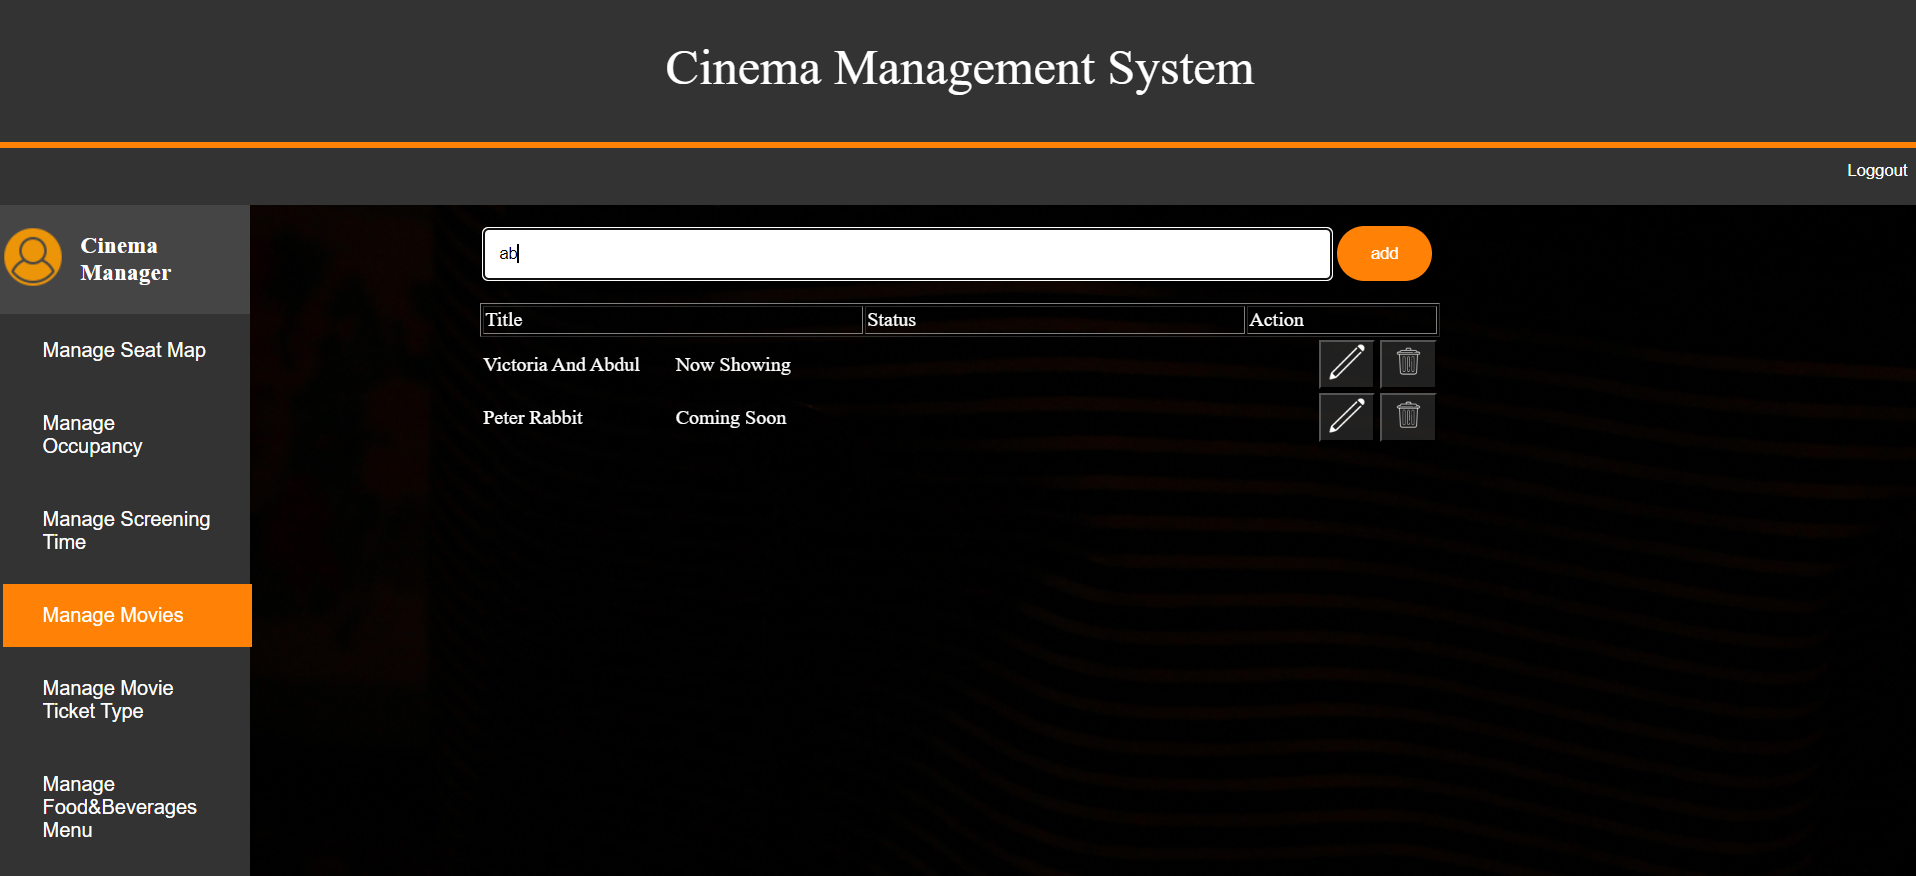 Cinema Management System
Loggout
Cinema
Manager
Manage Seat Map
Manage
Occupancy
Manage Screening
Time
Manage Movies
Manage Movie
Ticket Type
Manage
Food&Beverages
Menu
ab
add
Title Status Action
Victoria And Abdul Now Showing
Peter Rabbit Coming Soon